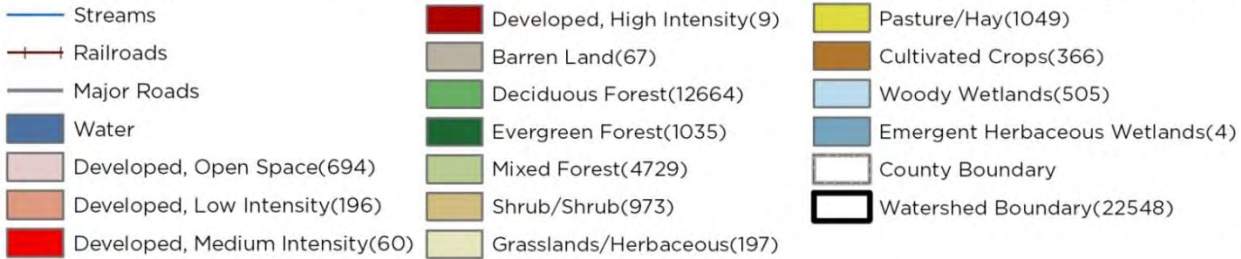 Streams
Railroads
Major Roads
Water
Developed, Open Space(694)
Developed, Low Intensity(196)
Developed, Medium Intensity(60)
Developed, High Intensity(9)
Barren Land(67)
Deciduous Forest(12664)
Evergreen Forest(1035)
Mixed Forest(4729)
Shrub/Shrub(973)
Grasslands/Herbaceous(197)
Pasture/Hay(1049)
Cultivated Crops(366)
Woody Wetlands(505)
Emergent Herbaceous Wetlands(4)
County Boundary
Watershed Boundary(22548)